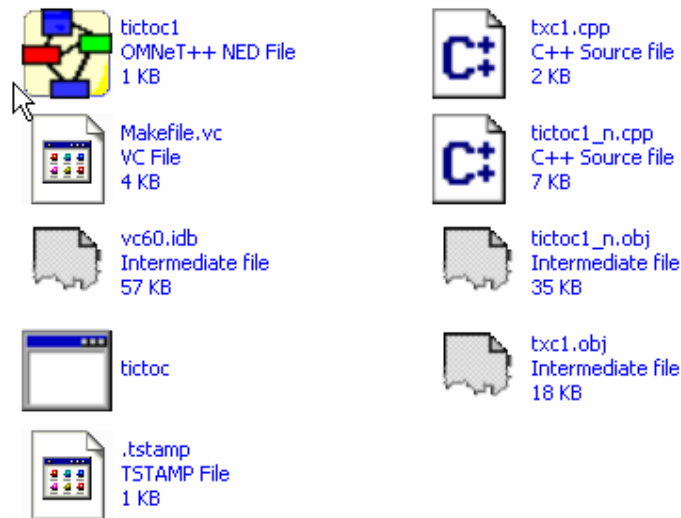 tictoc1
OMNeT++ NED File
1 KB
txc1.cpp
C++ Source file
2 KB
Makefile.vc
VC File
4 KB
tictoc1_n.cpp
C++ Source file
7 KB
vc60.idb
Intermediate file
57 KB
tictoc1_n.obj
Intermediate file
35 KB
tictoc
txc1.obj
Intermediate file
18 KB
.tstamp
TSTAMP File
1 KB